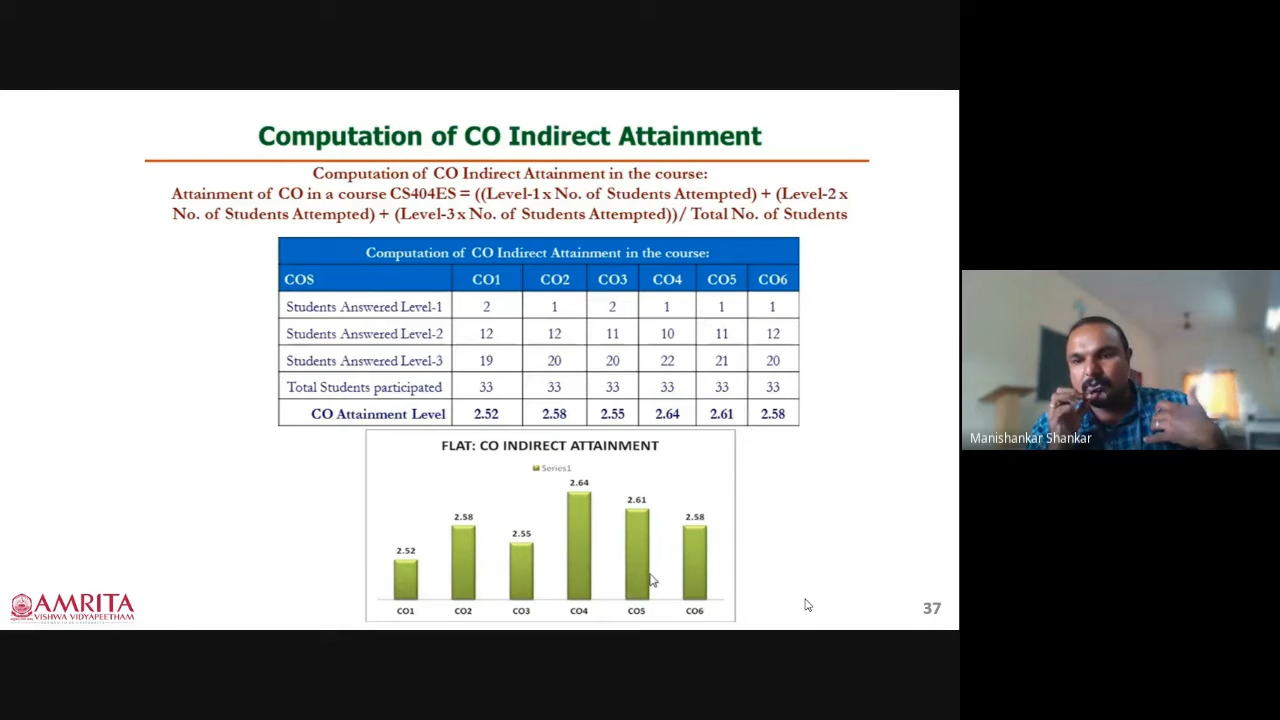 Computation of CO Indirect Attainment
Computation of CO Indirect Attainment in the course:
Attainment of CO in a course CS404ES = ((Level-1 x No. of Students Attempted) + (Level-2 x
No. of Students Attempted) + (Level-3 x No. of Students Attempted))/ Total No. of Students
Computation of CO Indirect Attainment in the course:
COS CO1 CO2 CO3 CO4 CO5 CO6
Students Answered Level-1 2 1 2 1 1 1
Students Answered Level-2 12 12 11 10 11 12
Students Answered Level-3 19 20 20 22 21 20
Total Students participated 33 33 33 33 33 33
CO Attainment Level 2.52 2.58 2.55 2.64 2.61 2.58
FLAT: CO INDIRECT ATTAINMENT
Series1
2.52 2.58 2.55 2.64 2.61 2.58
CO1 CO2 CO3 CO4 CO5 CO6
AMRITA
VISHWA VIDYAPEETHAM
37
Manishankar Shankar